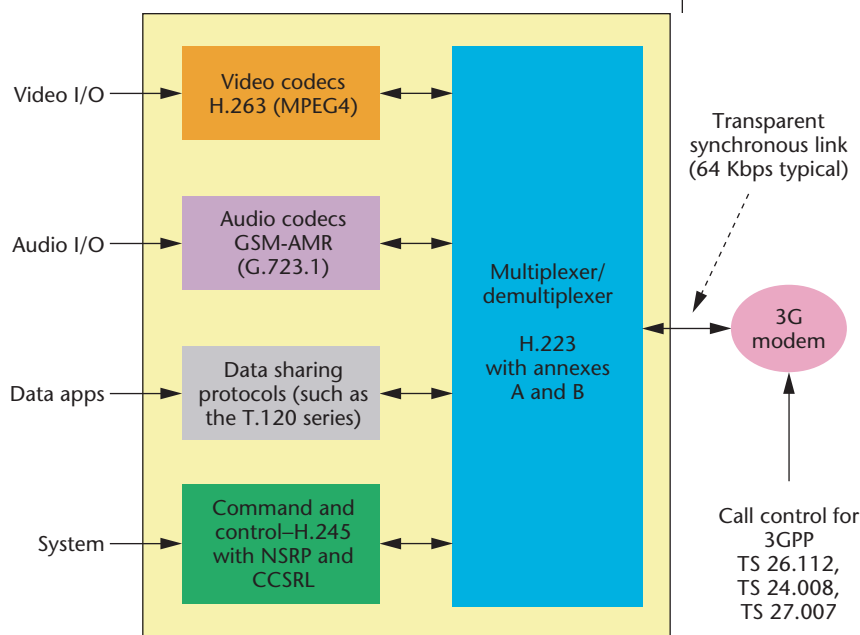 Video I/O
Video codecs
H.263 (MPEG4)
Audio I/O
Audio codecs
GSM-AMR
(G.723.1)
Data apps
Data sharing
protocols (such as
the T.120 series)
System
Command and
control–H.245
with NSRP and
CCSRL
Multiplexer/
demultiplexer
H.223
with annexes
A and B
Transparent
synchronous link
(64 Kbps typical)
3G
modem
Call control for
3GPP
TS 26.112,
TS 24.008,
TS 27.007